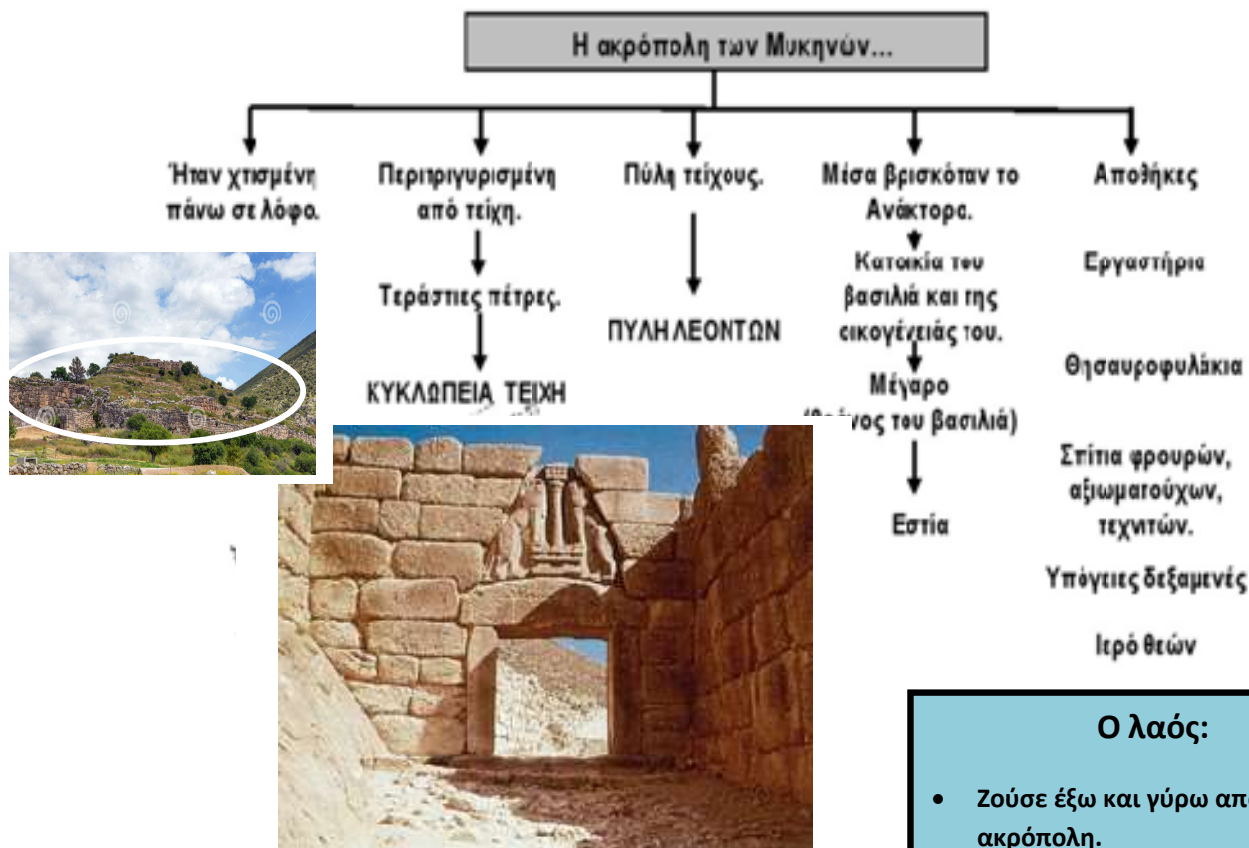 Η ακρόπολη των Μυκηνών...
Ήταν χτισμένη
πάνω σε λόφο.
Περιτριγυρισμένη
από τείχη.
Τεράστιες πέτρες.
ΚΥΚΛΩΠΕΙΑ ΤΕΙΧΗ
Πύλη τείχους.
ΠΥΛΗ ΛΕΟΝΤΩΝ
Μέσα βρισκόταν το
Ανάκτορο.
Κατοικία του
βασιλιά και της
οικογένειάς του.
Μέγαρο
του βασιλιά)
Εστία
Αποθήκες
Εργαστήρια
Θησαυροφυλάκια
Σπίτια φρουρών,
αξιωματούχων,
τεχνιτών.
Υπόγειες δεξαμενές
Ιερό θεών
Ο λαός:
• Ζούσε έξω και γύρω
ακρόπολη.